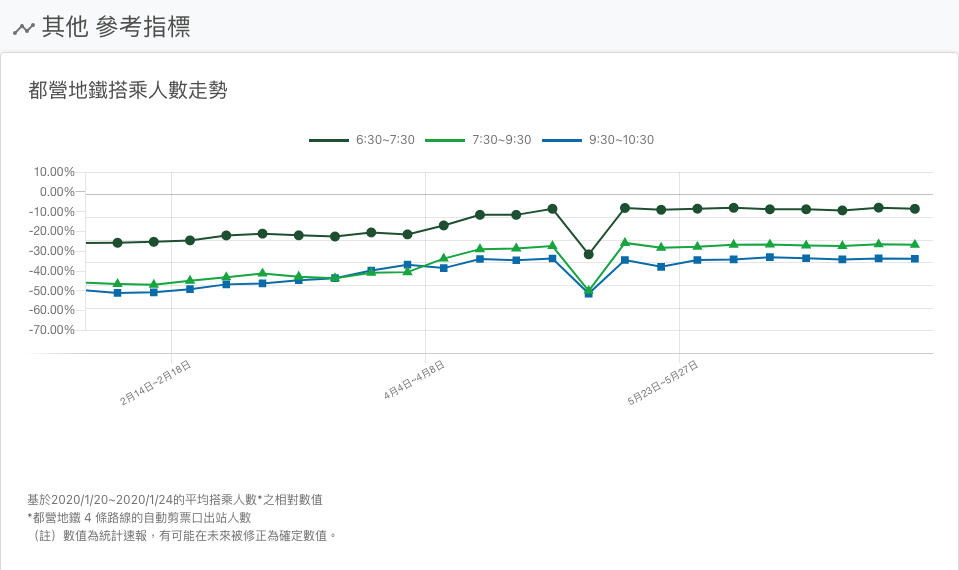 其他 參考指標
都營地鐵搭乘人數走勢
6:30~7:30 7:30~9:30 9:30~10:30
10.00%
0.00%
-10.00%
-20.00%
-30.00%
-40.00%
-50.00%
-60.00%
-70.00%
2月14日~2月18日
4月4日~4月8日
5月23日~5月27日
基於2020/1/20~2020/1/24的平均搭乘人數*之相對數值
*都營地鐵 4 條路線的自動剪票口出站人數
（註）數值為統計速報，有可能在未來被修正為確定數值。